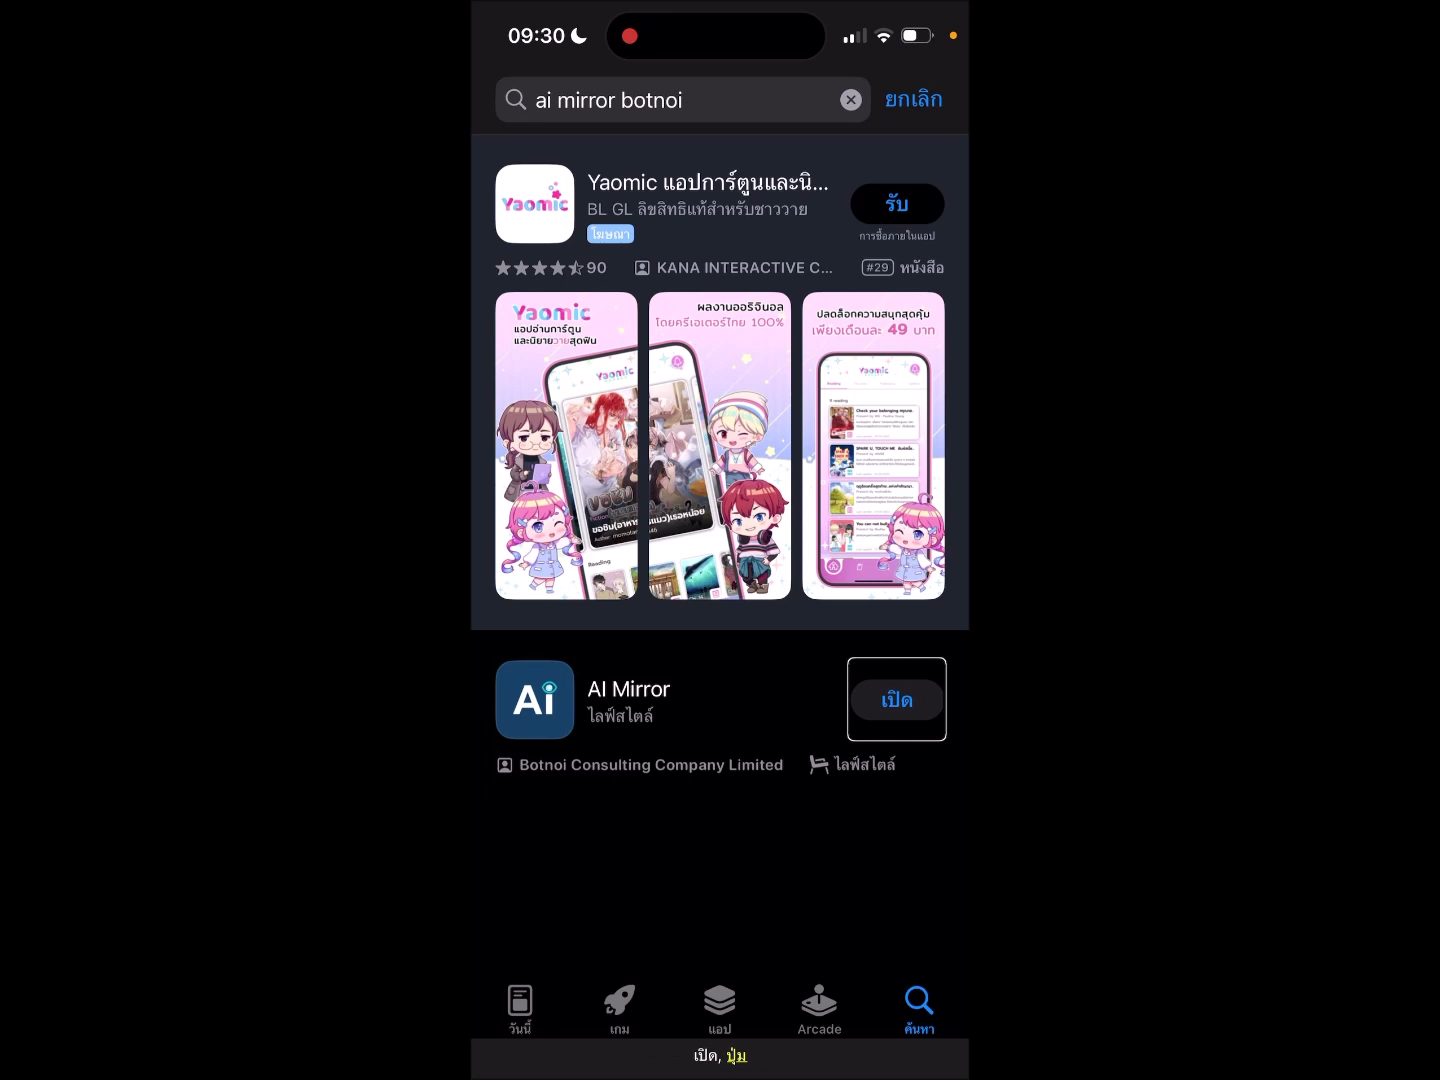 09:30
ai mirror botnoi
ยกเลิก
Yaomic
Yaomic แอปการ์ตูนและนิ...
BL GL ลิขสิทธิแท้สำหรับชาววาย
โฆษณา
รับ
การซื้อภายในแอป
90
KANA INTERACTIVE C...
#29 หนังสือ
Yaomic
แอปอ่านการ์ตูน
และนิยายวายสุดฟิน
Yaomic
Reading
ผลงานออริจินอล
โดยครีเอเตอร์ไทย 100%
ปลดล็อกความสนุกสุดคุ้ม
เพียงเดือนละ 49 บาท
Yaomic
Ai
AI Mirror
ไลฟ์สไตล์
เปิด
Botnoi Consulting Company Limited
ไลฟ์สไตล์
วันนี้
เกม
แอป
Arcade
ค้นหา
เปิด, ปุ่ม